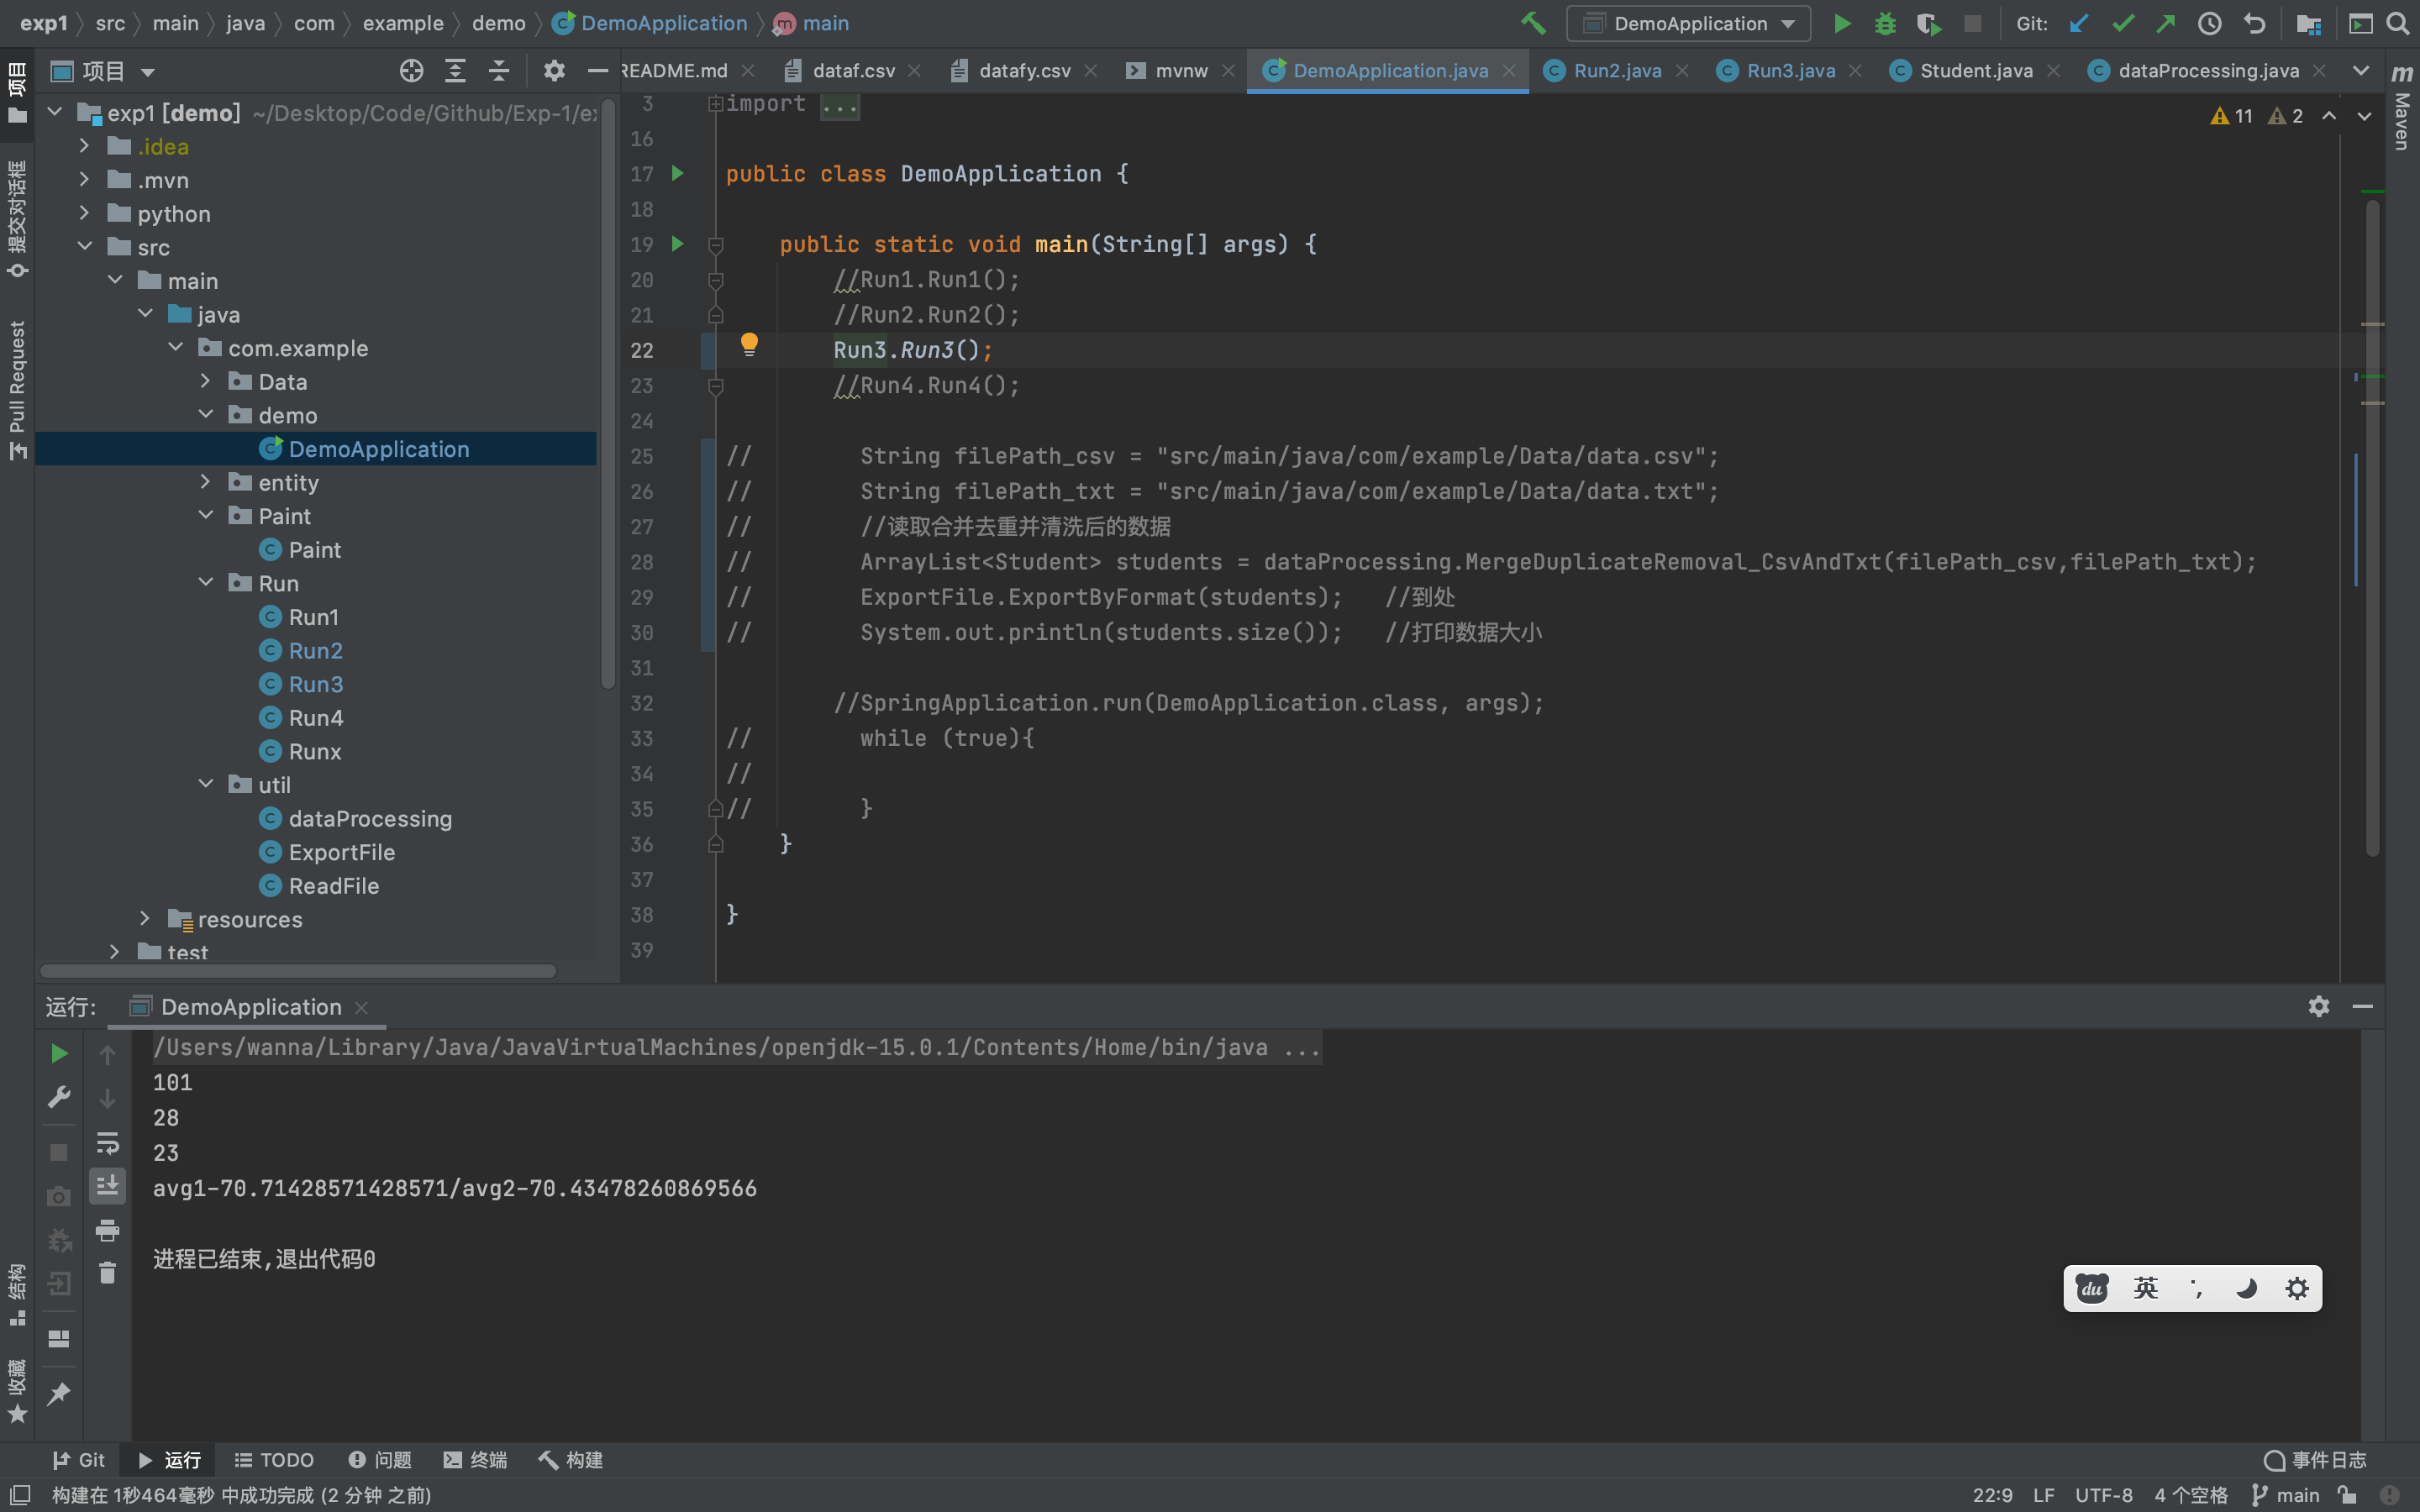 exp1 〉 src 〉 main 〉 java 〉 com 〉 example 〉 demo 〉 DemoApplication 〉 m main
DemoApplication
Git:
项目
README.md
dataf.csv
datafy.csv
mvnw
DemoApplication.java
Run2.java
Run3.java
Student.java
dataProcessing.java
项目
提交对话框
Pull Request
结构
收藏
m Maven
exp1 [demo] ~/Desktop/Code/Github/Exp-1/ex
.idea
.mvn
python
src
main
java
com.example
Data
demo
DemoApplication
entity
Paint
Paint
Run
Run1
Run2
Run3
Run4
Runx
util
dataProcessing
ExportFile
ReadFile
resources
test
11 2
3 import ...
16
17 public class DemoApplication {
18
19 public static void main(String[] args) {
20 //Run1.Run1();
21 //Run2.Run2();
22 Run3.Run3();
23 //Run4.Run4();
24
25 // String filePath_csv = "src/main/java/com/example/Data/data.csv";
26 // String filePath_txt = "src/main/java/com/example/Data/data.txt";
27 // //读取合并去重并清洗后的数据
28 // ArrayList<Student> students = dataProcessing.MergeDuplicateRemoval_CsvAndTxt(filePath_csv,filePath_txt);
29 // ExportFile.ExportByFormat(students); //到处
30 // System.out.println(students.size()); //打印数据大小
31
32 //SpringApplication.run(DemoApplication.class, args);
33 // while (true){
34 //
35 // }
36 }
37
38 }
39
运行: DemoApplication
/Users/wanna/Library/Java/JavaVirtualMachines/openjdk-15.0.1/Contents/Home/bin/java ...
101
28
23
avg1-70.71428571428571/avg2-70.43478260869566
进程已结束,退出代码0
du 英 ;
Git 运行 TODO 问题 终端 构建 事件日志
构建在 1秒464毫秒 中成功完成 (2 分钟 之前) 22:9 LF UTF-8 4 个空格 main